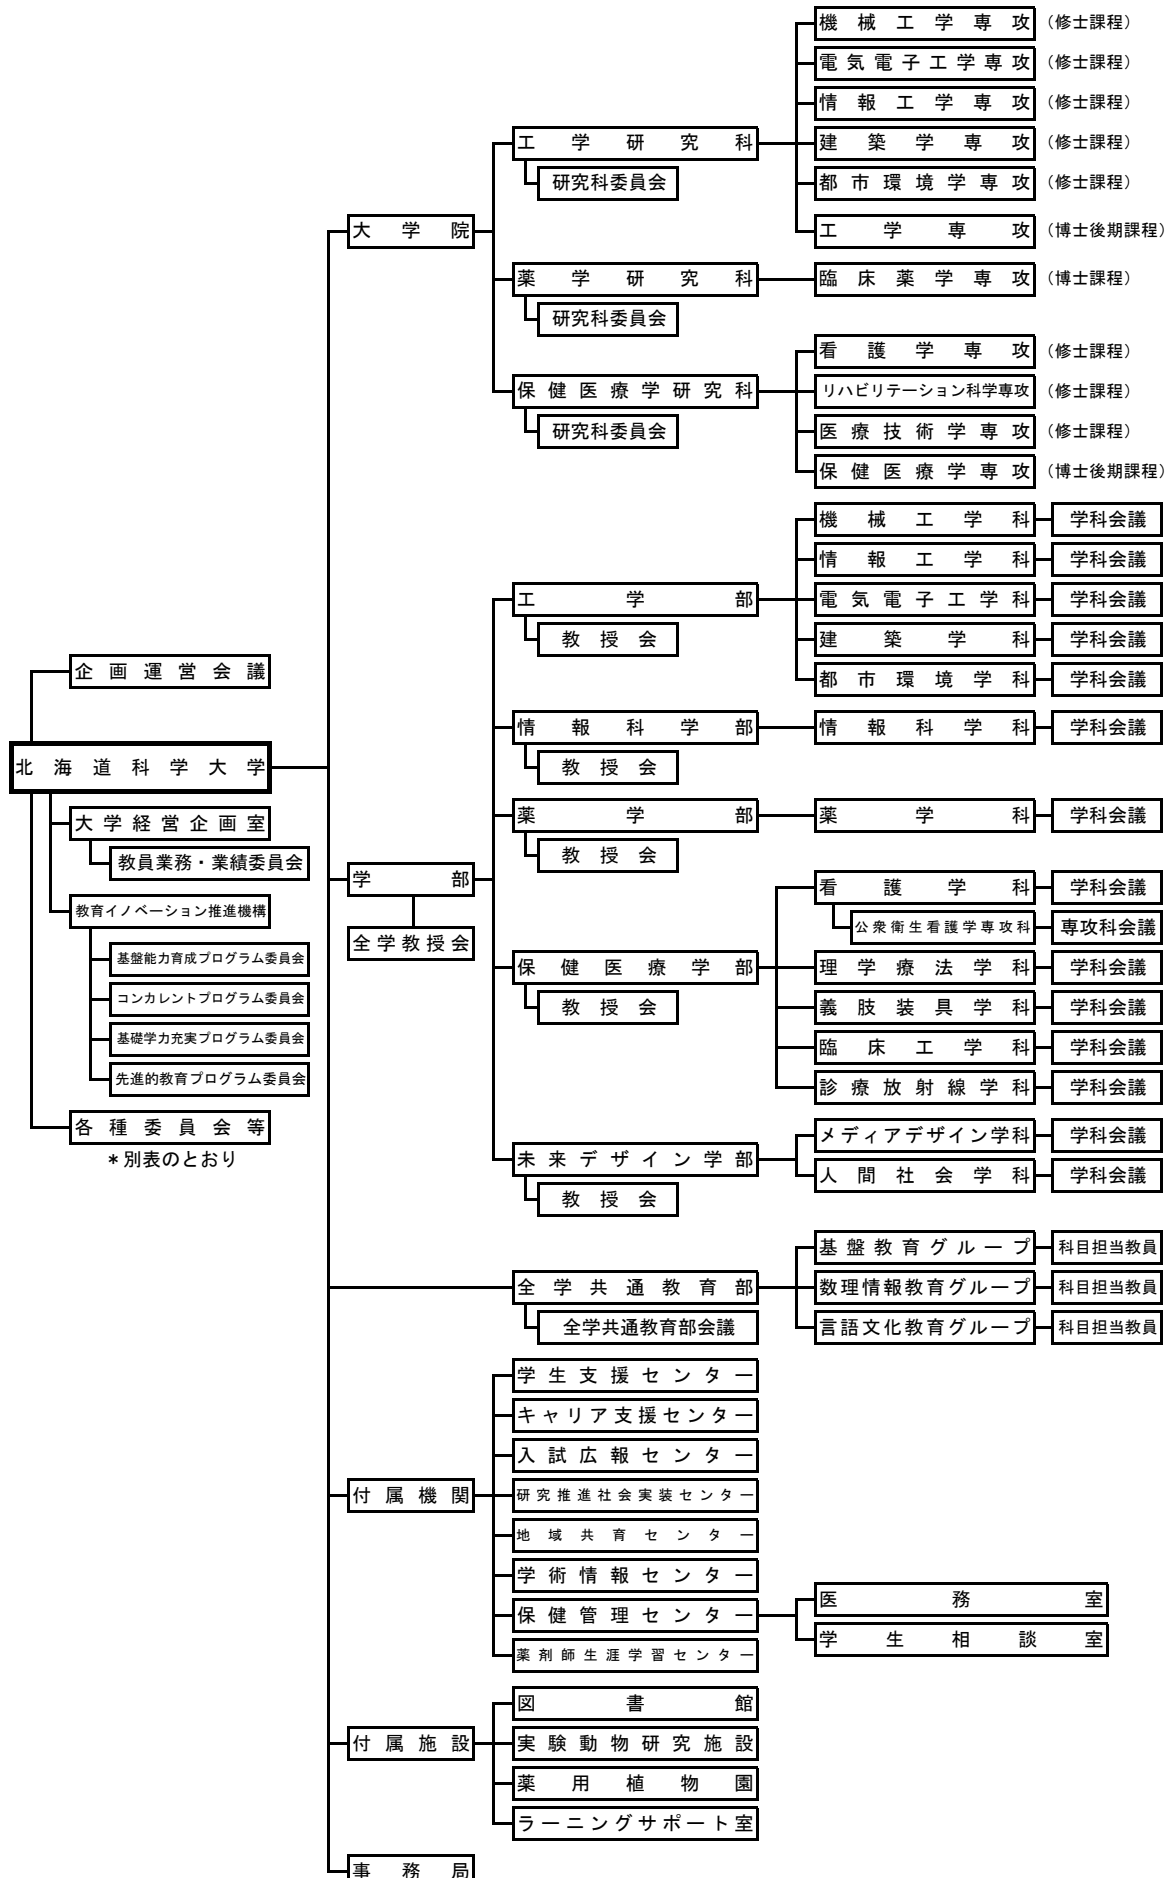 機械工学専攻 (修士課程)
電気電子工学専攻 (修士課程)
情報工学専攻 (修士課程)
工学研究科
建築学専攻 (修士課程)
研究科委員会
都市環境学専攻 (修士課程)
大学院
工学専攻 (博士後期課程)
薬学研究科
臨床薬学専攻 (博士課程)
研究科委員会
看護学専攻 (修士課程)
保健医療学研究科
リハビリテーション科学専攻 (修士課程)
研究科委員会
医療技術学専攻 (修士課程)
保健医療学専攻 (博士後期課程)
機械工学科 学科会議
情報工学科 学科会議
工学部
電気電子工学科 学科会議
教授会
建築学科 学科会議
都市環境学科 学科会議
企画運営会議
情報科学部
情報科学科 学科会議
教授会
北海道科学大学
大学経営企画室
教員業務・業績委員会
薬学部
薬学科 学科会議
教授会
学部
全学教授会
看護学科 学科会議
公衆衛生看護学専攻科 専攻科会議
教育イノベーション推進機構
基盤能力育成プログラム委員会
コンカレントプログラム委員会
基礎学力充実プログラム委員会
先進的教育プログラム委員会
保健医療学部
理学療法学科 学科会議
教授会
義肢装具学科 学科会議
臨床工学科 学科会議
診療放射線学科 学科会議
各種委員会等
*別表のとおり
メディアデザイン学科 学科会議
未来デザイン学部
人間社会学科 学科会議
教授会
基盤教育グループ 科目担当教員
全学共通教育部
数理情報教育グループ 科目担当教員
全学共通教育部会議
言語文化教育グループ 科目担当教員
学生支援センター
キャリア支援センター
入試広報センター
付属機関
研究推進社会実装センター
地域共育センター
学術情報センター
保健管理センター
医務室
学生相談室
薬剤師生涯学習センター
図書館
付属施設
実験動物研究施設
薬用植物園
ラーニングサポート室
事務局